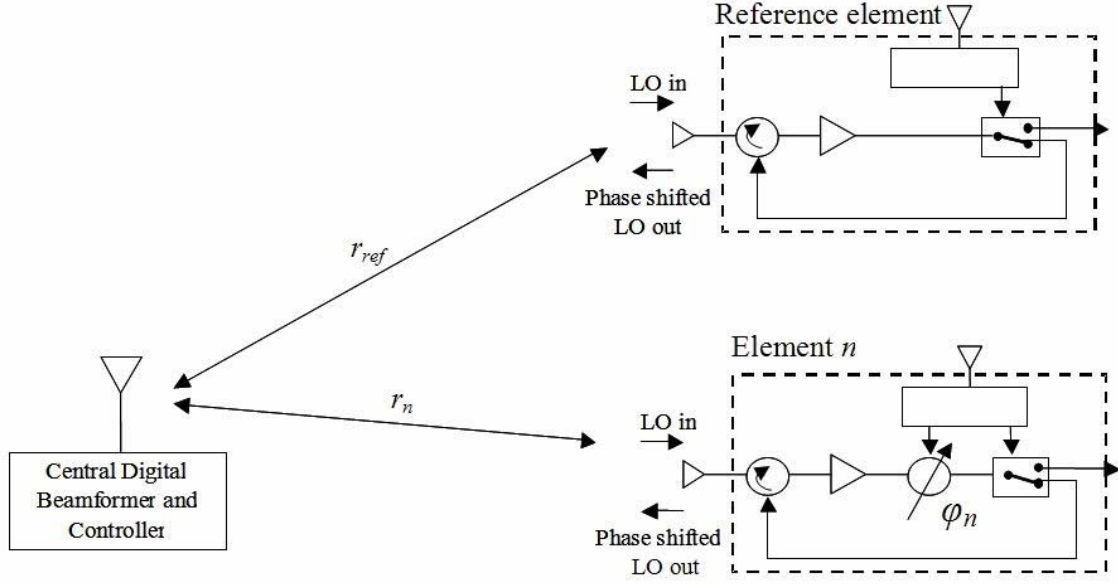 Reference element
LO in
Phase shifted
LO out
r_ref
Element n
r_n
LO in
φ_n
Phase shifted
LO out
Central Digital
Beamformer and
Controller